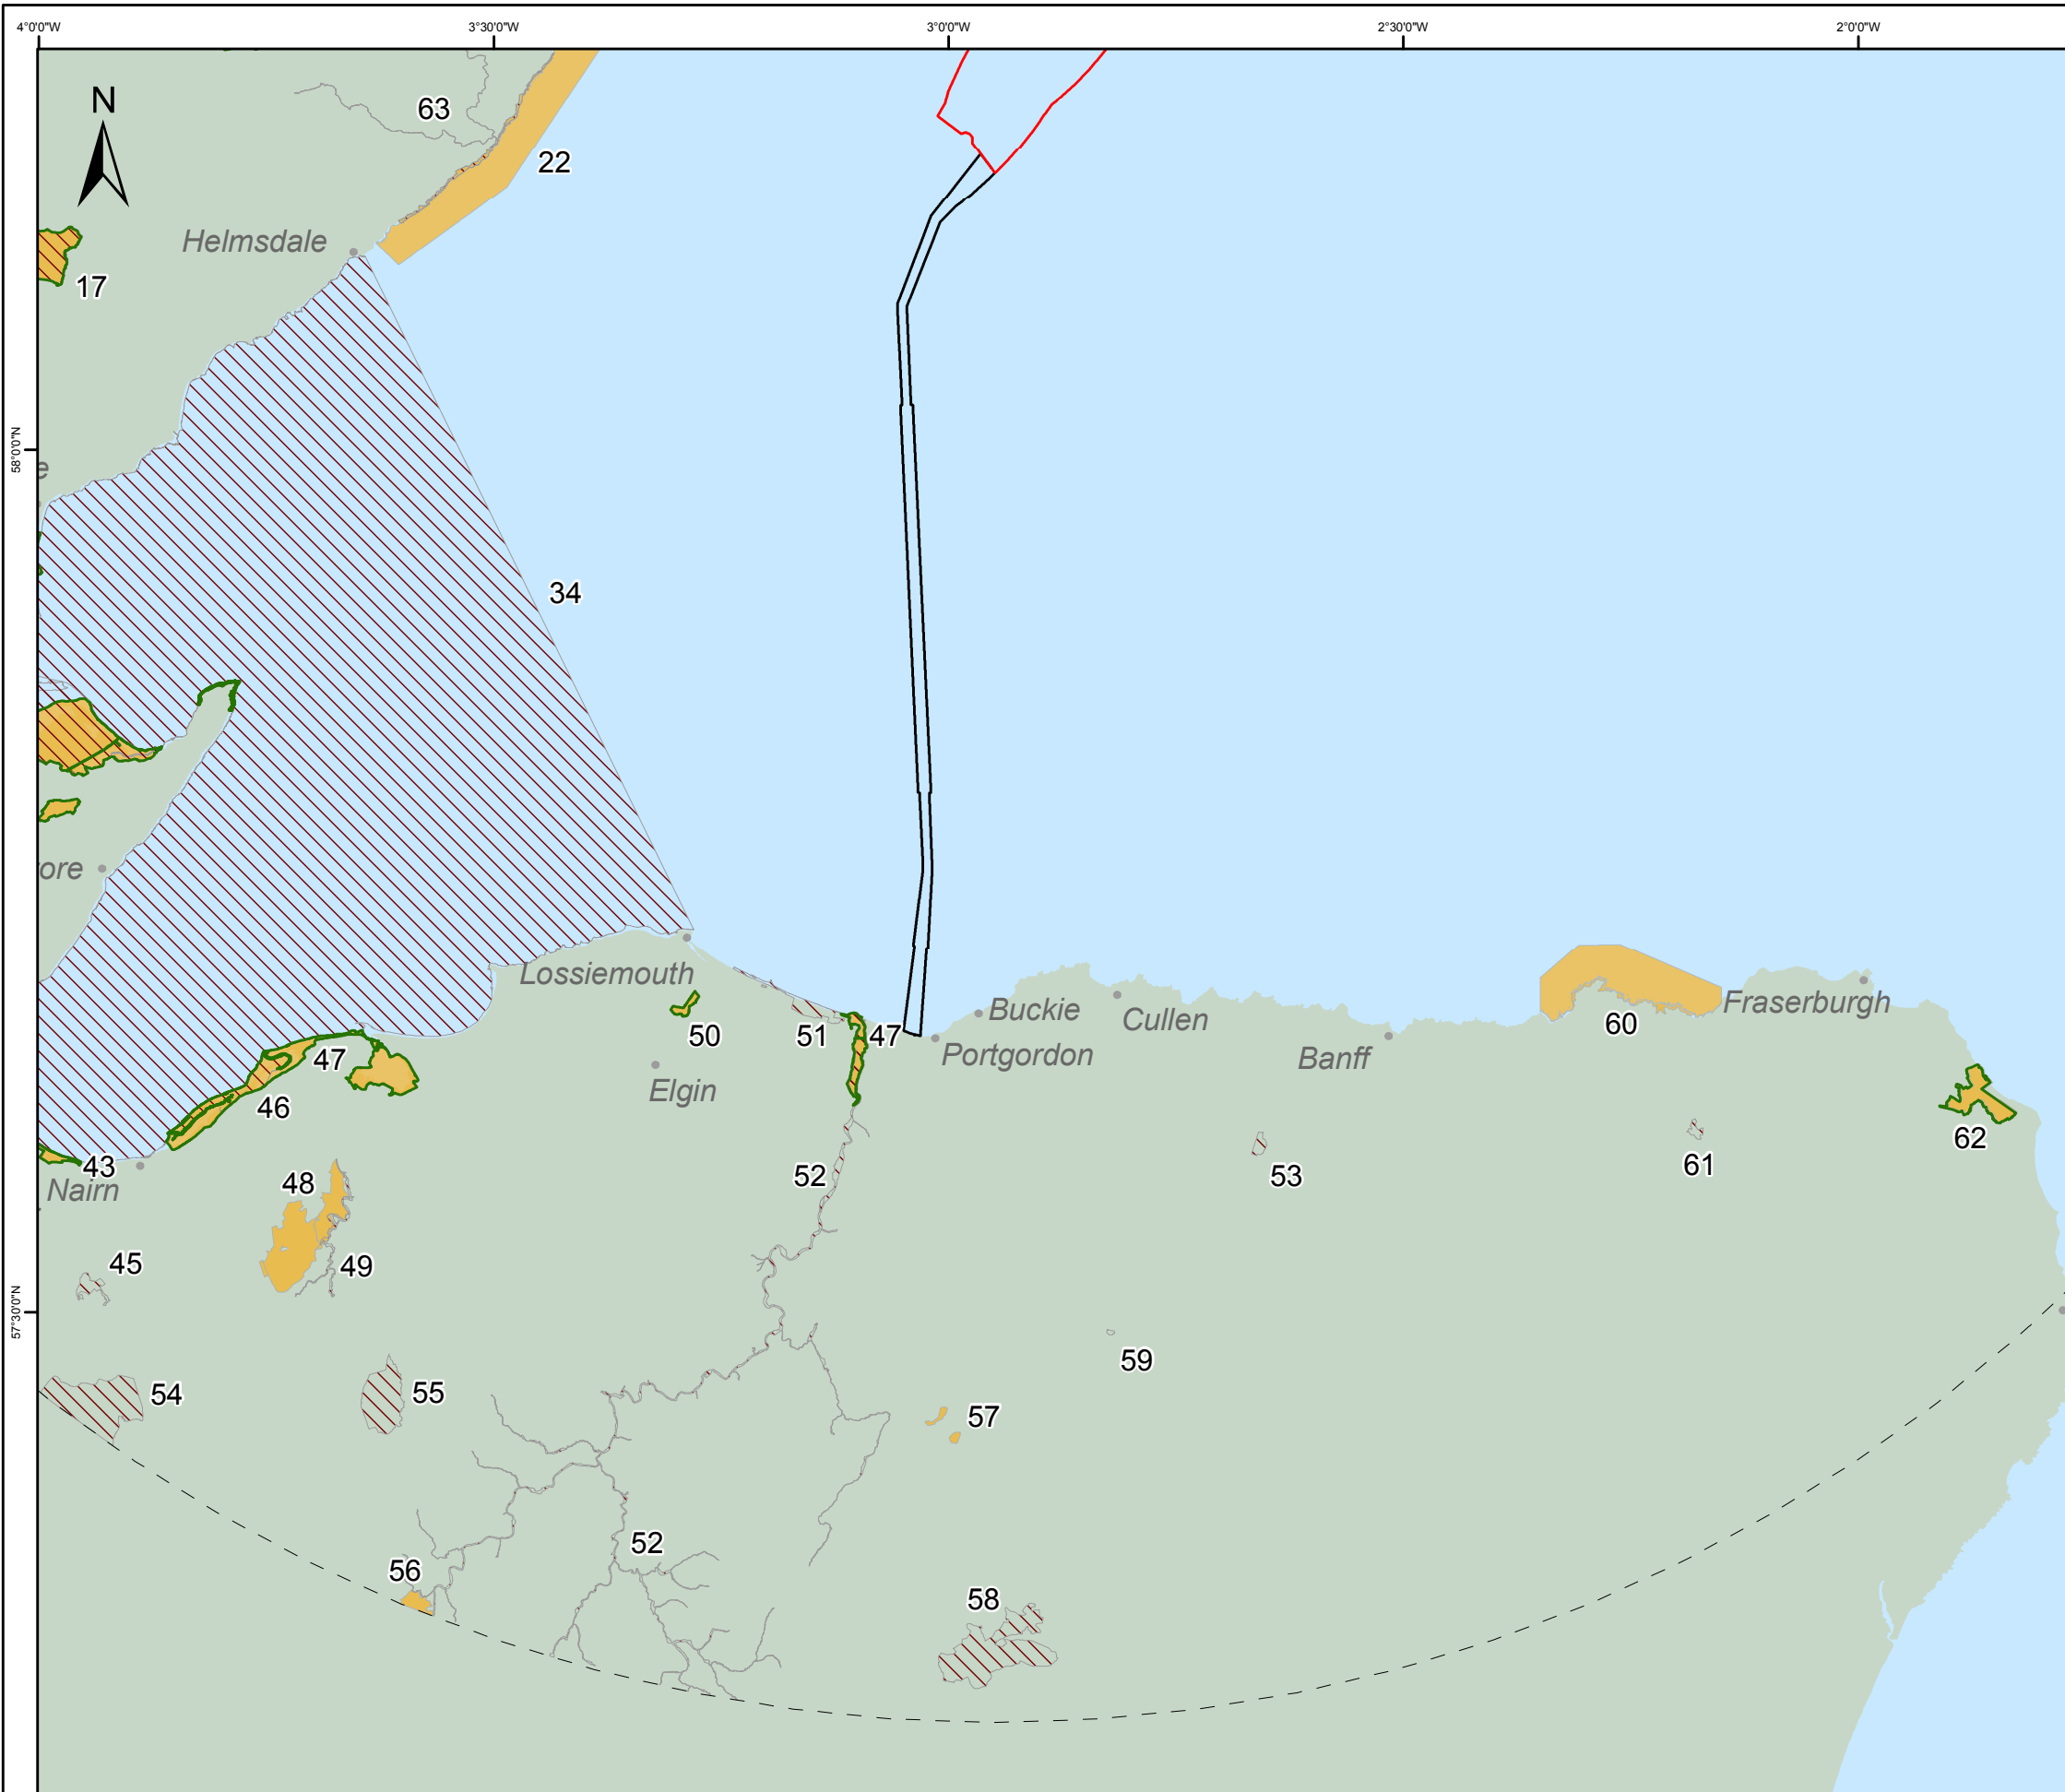 4°0'0"W
3°30'0"W
3°0'0"W
2°30'0"W
2°0'0"W
N
63
22
Helmsdale
17
58°0'0"N
e
34
ore
Lossiemouth
50
51
47
Buckie
Cullen
Portgordon
Banff
60
Fraserburgh
Elgin
47
46
43
Nairn
48
49
45
52
53
61
62
57°30'0"N
59
54
55
57
52
56
58